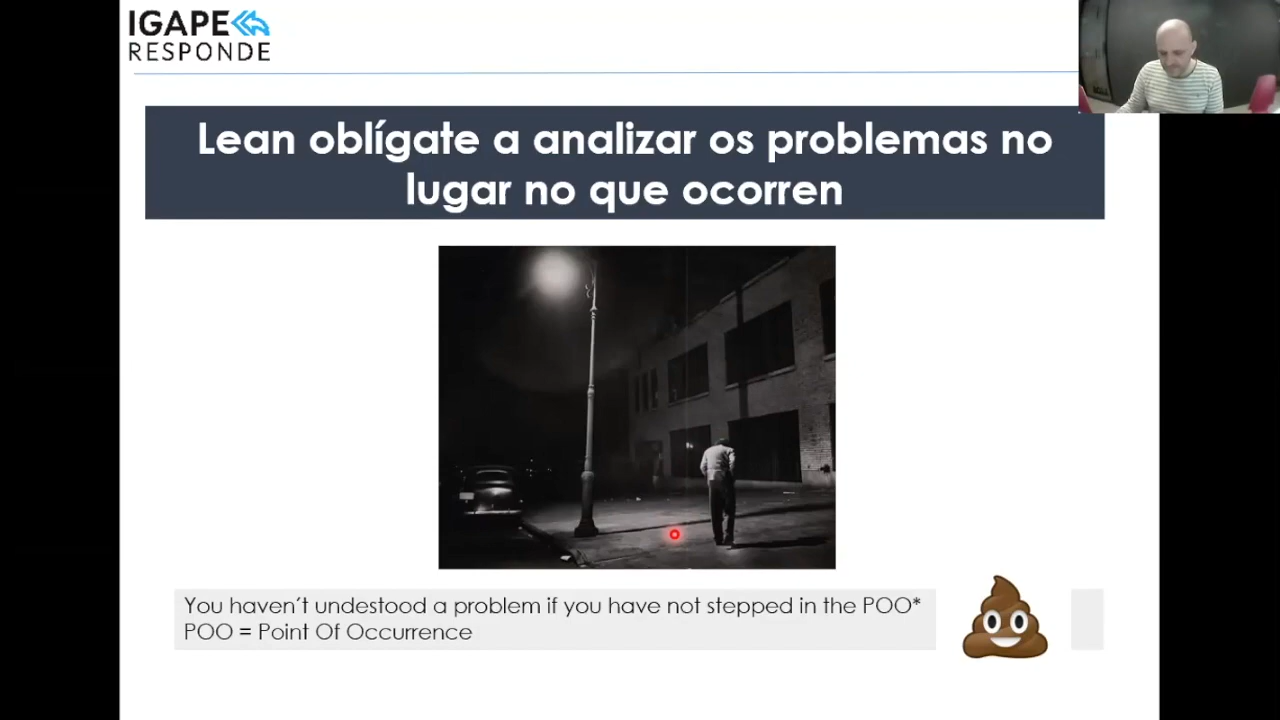 IGAPE
RESPONDE
Lean oblígate a analizar os problemas no
lugar no que ocorren
You haven´t undestood a problem if you have not stepped in the POO*
POO = Point Of Occurrence